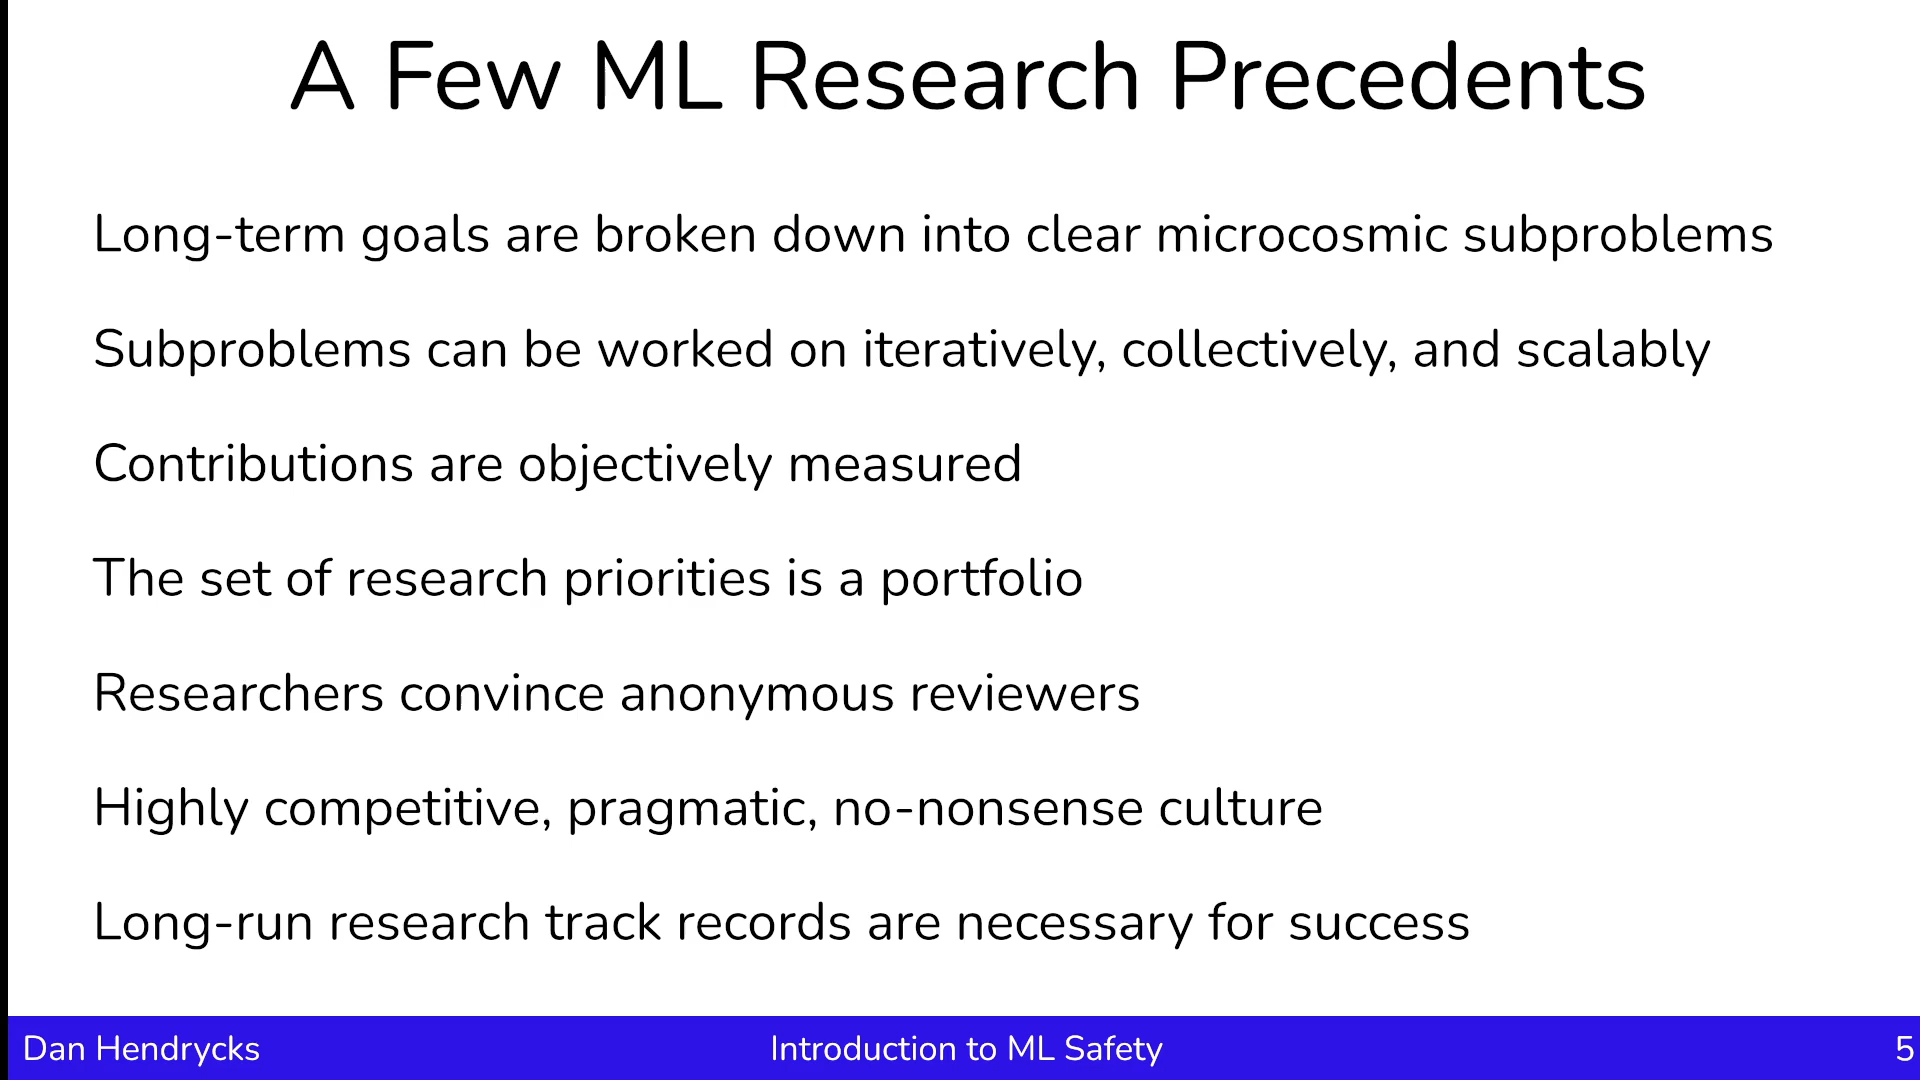 A Few ML Research Precedents
Long-term goals are broken down into clear microcosmic subproblems
Subproblems can be worked on iteratively, collectively, and scalably
Contributions are objectively measured
The set of research priorities is a portfolio
Researchers convince anonymous reviewers
Highly competitive, pragmatic, no-nonsense culture
Long-run research track records are necessary for success
Dan Hendrycks
Introduction to ML Safety
5